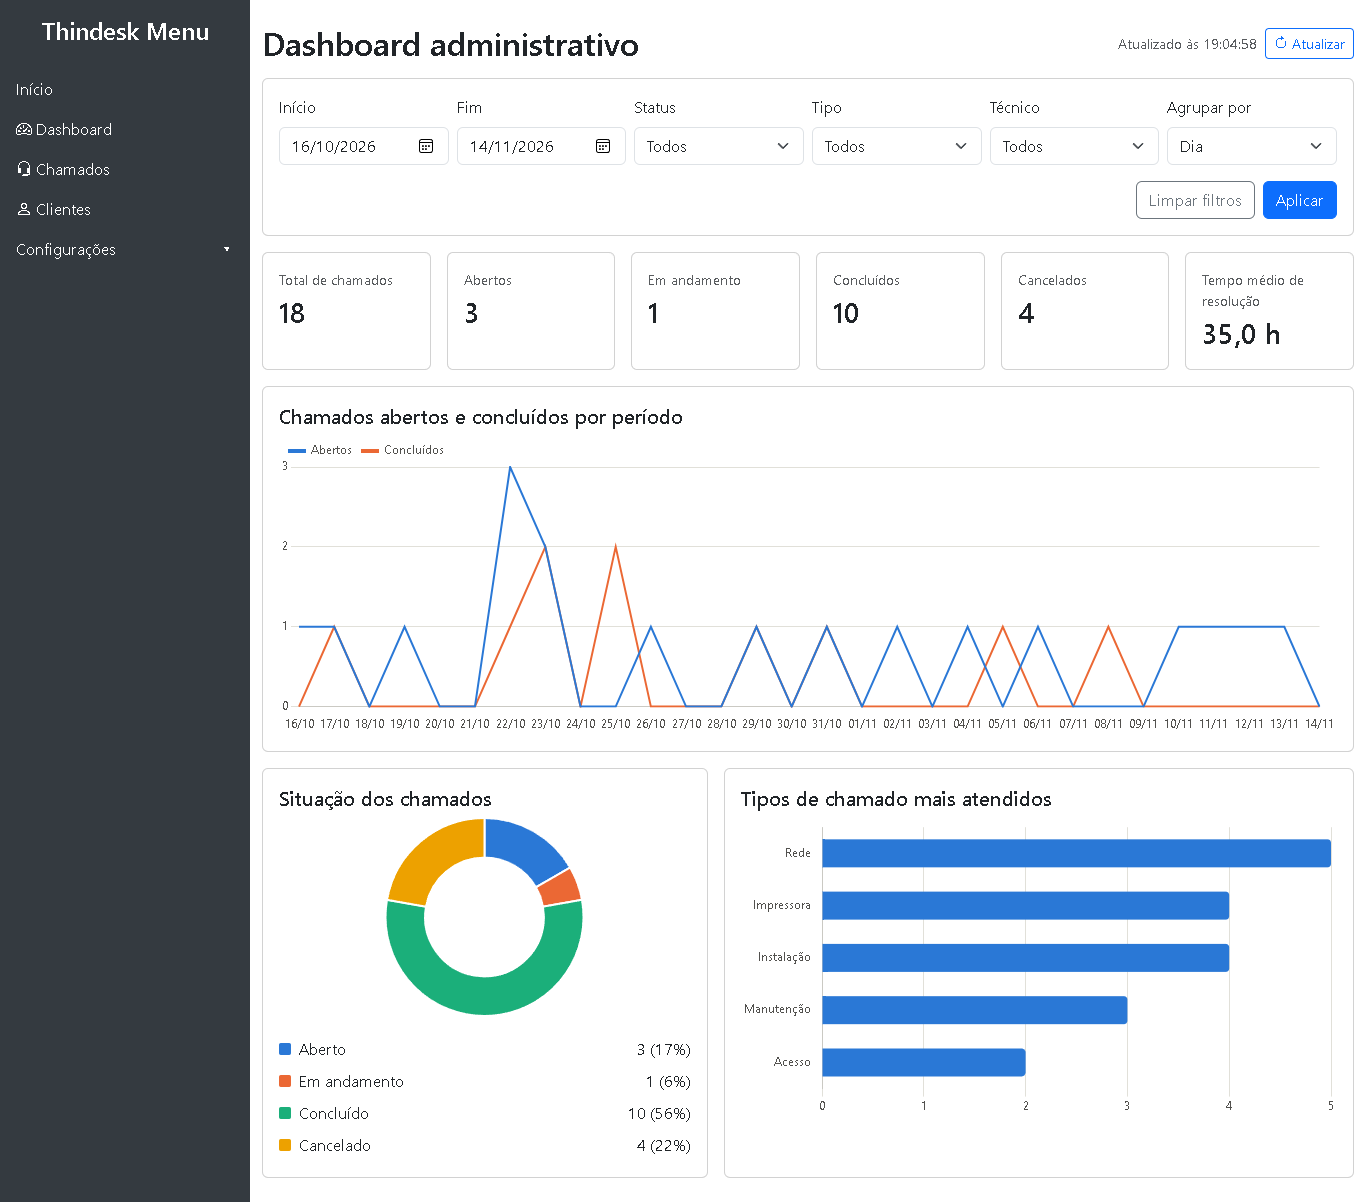 Thindesk Menu
Início
Dashboard
Chamados
Clientes
Configurações
Dashboard administrativo
Atualizado às 19:04:58
Atualizar
Início Fim Status Tipo Técnico Agrupar por
16/10/2026 14/11/2026 Todos Todos Todos Dia
Limpar filtros Aplicar
Total de chamados
18
Abertos
3
Em andamento
1
Concluídos
10
Cancelados
4
Tempo médio de
resolução
35,0 h
Chamados abertos e concluídos por período
Abertos Concluídos
3
2
1
0
16/10 17/10 18/10 19/10 20/10 21/10 22/10 23/10 24/10 25/10 26/10 27/10 28/10 29/10 30/10 31/10 01/11 02/11 03/11 04/11 05/11 06/11 07/11 08/11 09/11 10/11 11/11 12/11 13/11 14/11
Situação dos chamados
Aberto 3 (17%)
Em andamento 1 (6%)
Concluído 10 (56%)
Cancelado 4 (22%)
Tipos de chamado mais atendidos
Rede
Impressora
Instalação
Manutenção
Acesso
0 1 2 3 4 5